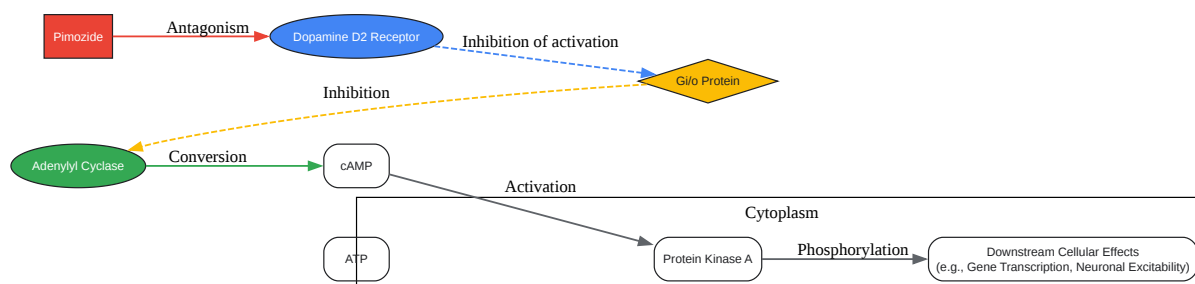 Pimozide
Antagonism
Dopamine D2 Receptor
Inhibition of activation
Gi/o Protein
Inhibition
Adenylyl Cyclase
Conversion
cAMP
Activation
Cytoplasm
ATP
Protein Kinase A
Phosphorylation
Downstream Cellular Effects
(e.g., Gene Transcription, Neuronal Excitability)